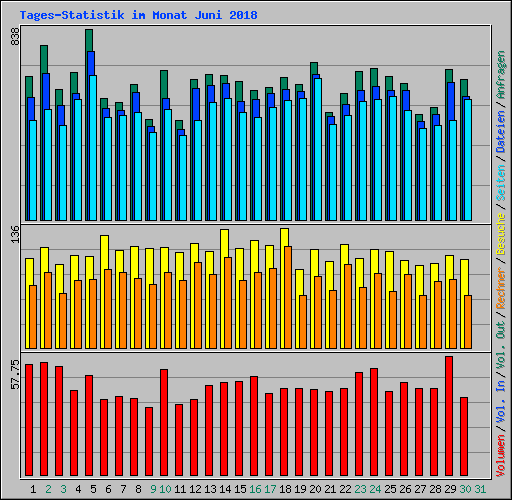 Tages-Statistik im Monat Juni 2018
838
136
57.75
Volumen / Vol. In / Vol. Out / Rechner / Besuche / Seiten / Dateien / Anfragen
1 2 3 4 5 6 7 8 9 10 11 12 13 14 15 16 17 18 19 20 21 22 23 24 25 26 27 28 29 30 31